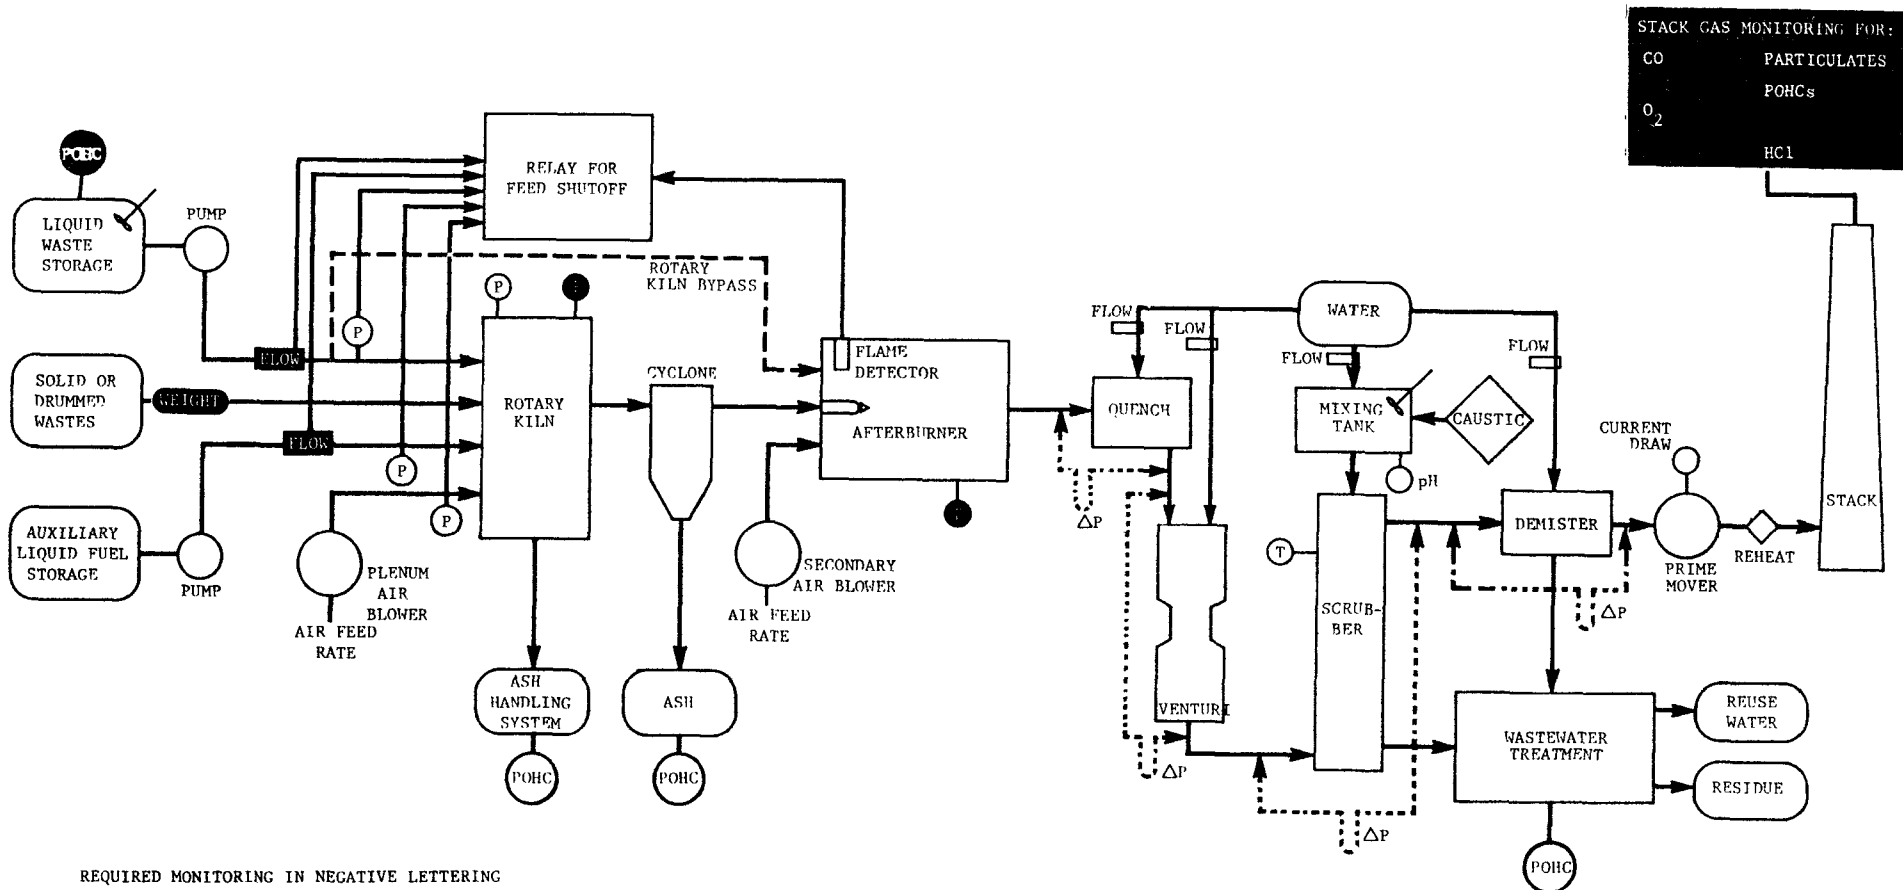 STACK GAS MONITORING FOR:
CO PARTICULATES
POHCs
O2
HCl
POHC
LIQUID
WASTE
STORAGE
PUMP
RELAY FOR
FEED SHUTOFF
ROTARY
KILN BYPASS
P
P
FLOW
SOLID OR
DRUMMED
WASTES
WEIGHT
FLOW
P
P
AUXILIARY
LIQUID FUEL
STORAGE
PUMP
PLENUM
AIR
BLOWER
AIR FEED
RATE
ROTARY
KILN
CYCLONE
FLAME
DETECTOR
AFTERBURNER
SECONDARY
AIR BLOWER
AIR FEED
RATE
ASH
HANDLING
SYSTEM
POHC
ASH
POHC
FLOW
FLOW
WATER
FLOW
FLOW
QUENCH
MIXING
TANK
CAUSTIC
pH
△P
VENTURI
△P
T
SCRUB-
BER
△P
DEMISTER
△P
CURRENT
DRAW
PRIME
MOVER
REHEAT
STACK
WASTEWATER
TREATMENT
REUSE
WATER
RESIDUE
POHC
REQUIRED MONITORING IN NEGATIVE LETTERING